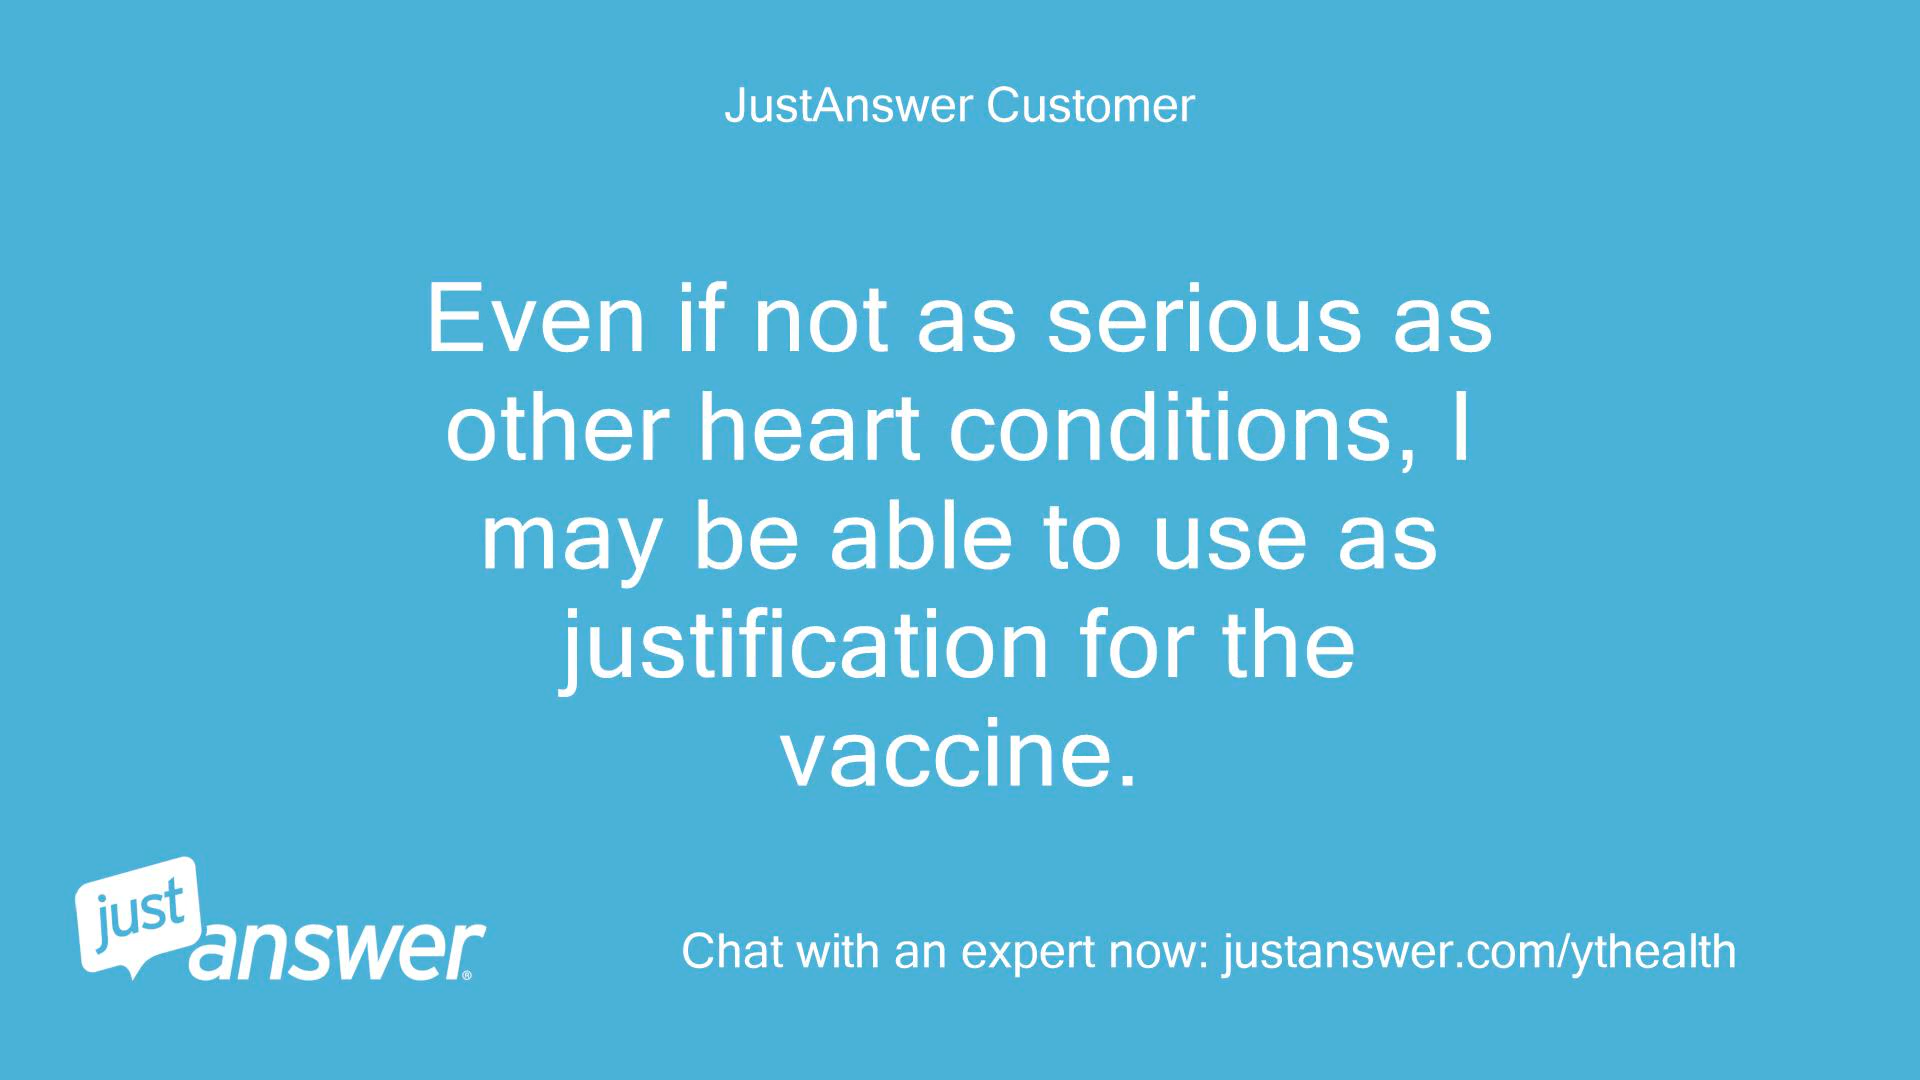 JustAnswer Customer
Even if not as serious as
other heart conditions, I
may be able to use as
justification for the
vaccine.
just
answer®
Chat with an expert now: justanswer.com/ythealth